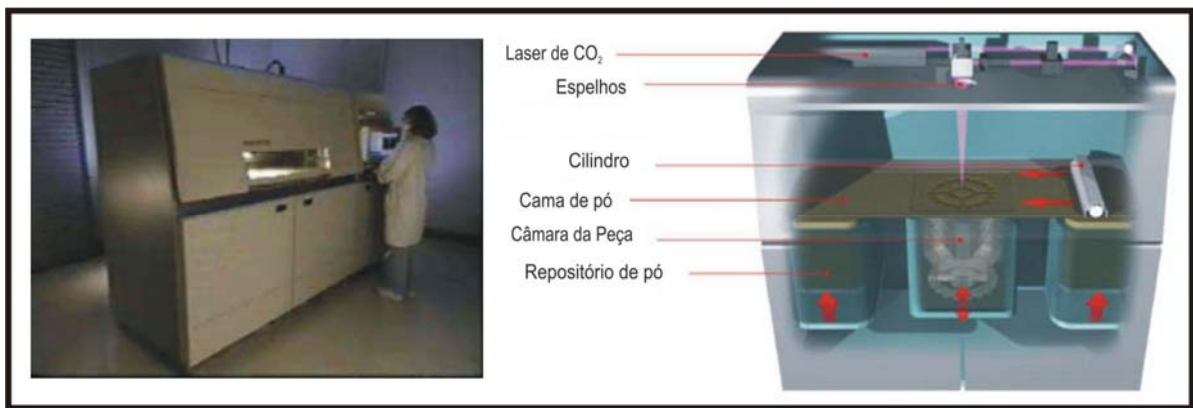 Laser de CO₂
Espelhos
Cilindro
Cama de pó
Câmara da Peça
Repositório de pó